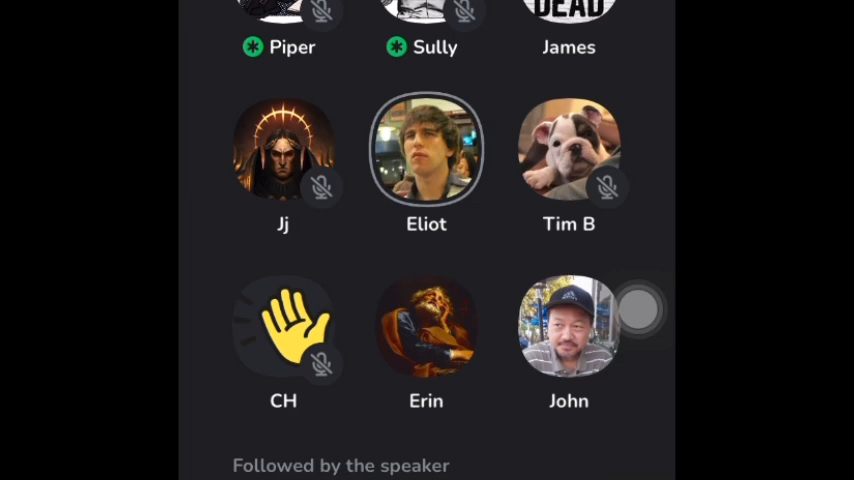 DEAD
Piper Sully James
Jj Eliot Tim B
CH Erin John
Followed by the speaker